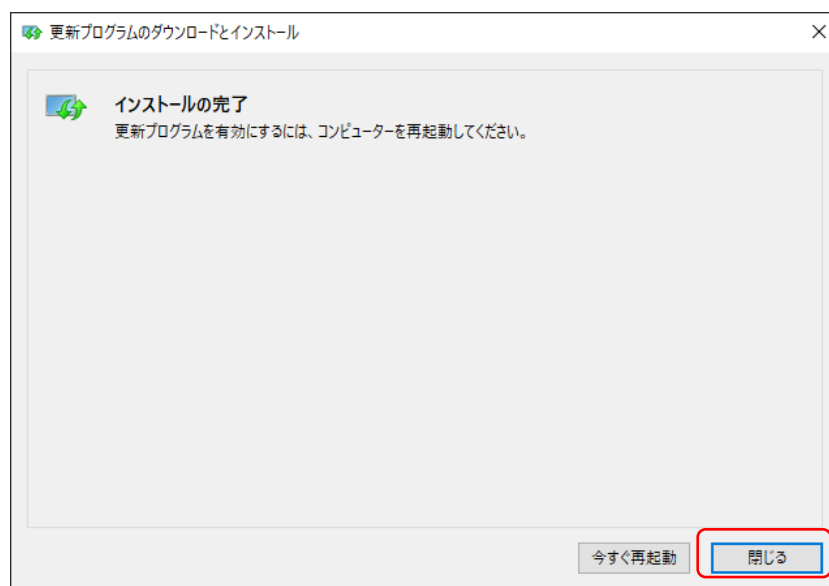 更新プログラムのダウンロードとインストール
インストールの完了
更新プログラムを有効にするには、コンピューターを再起動してください。
今すぐ再起動
閉じる